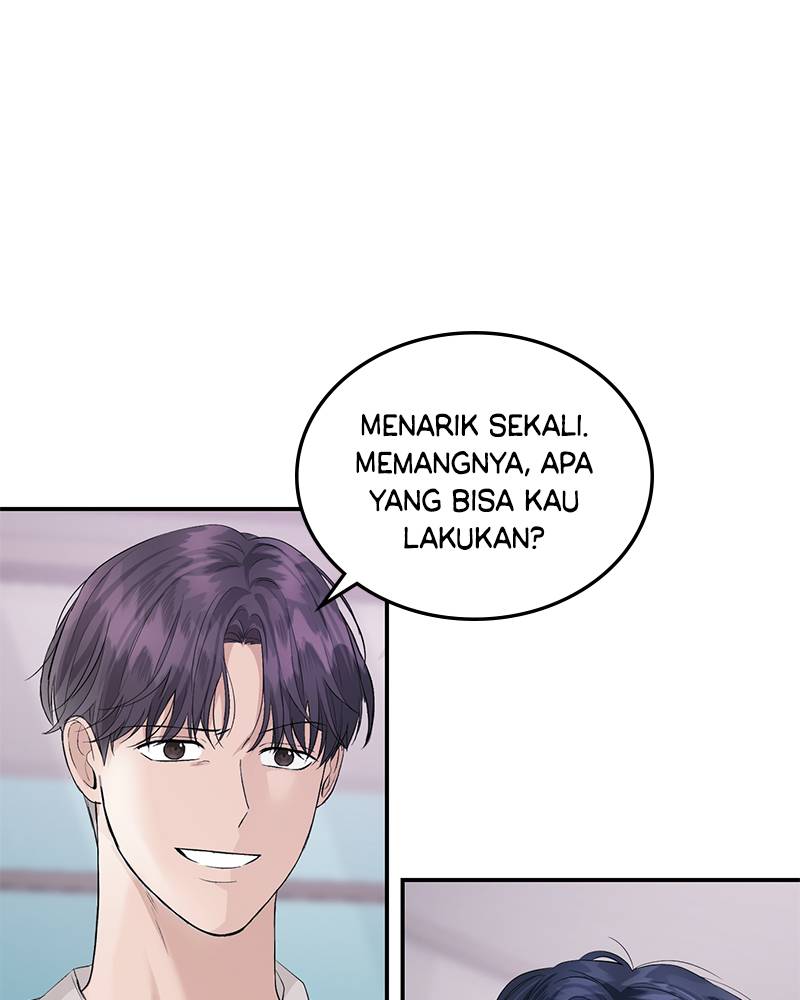 MENARIK SEKALI.
MEMANGNYA, APA
YANG BISA KAU
LAKUKAN?